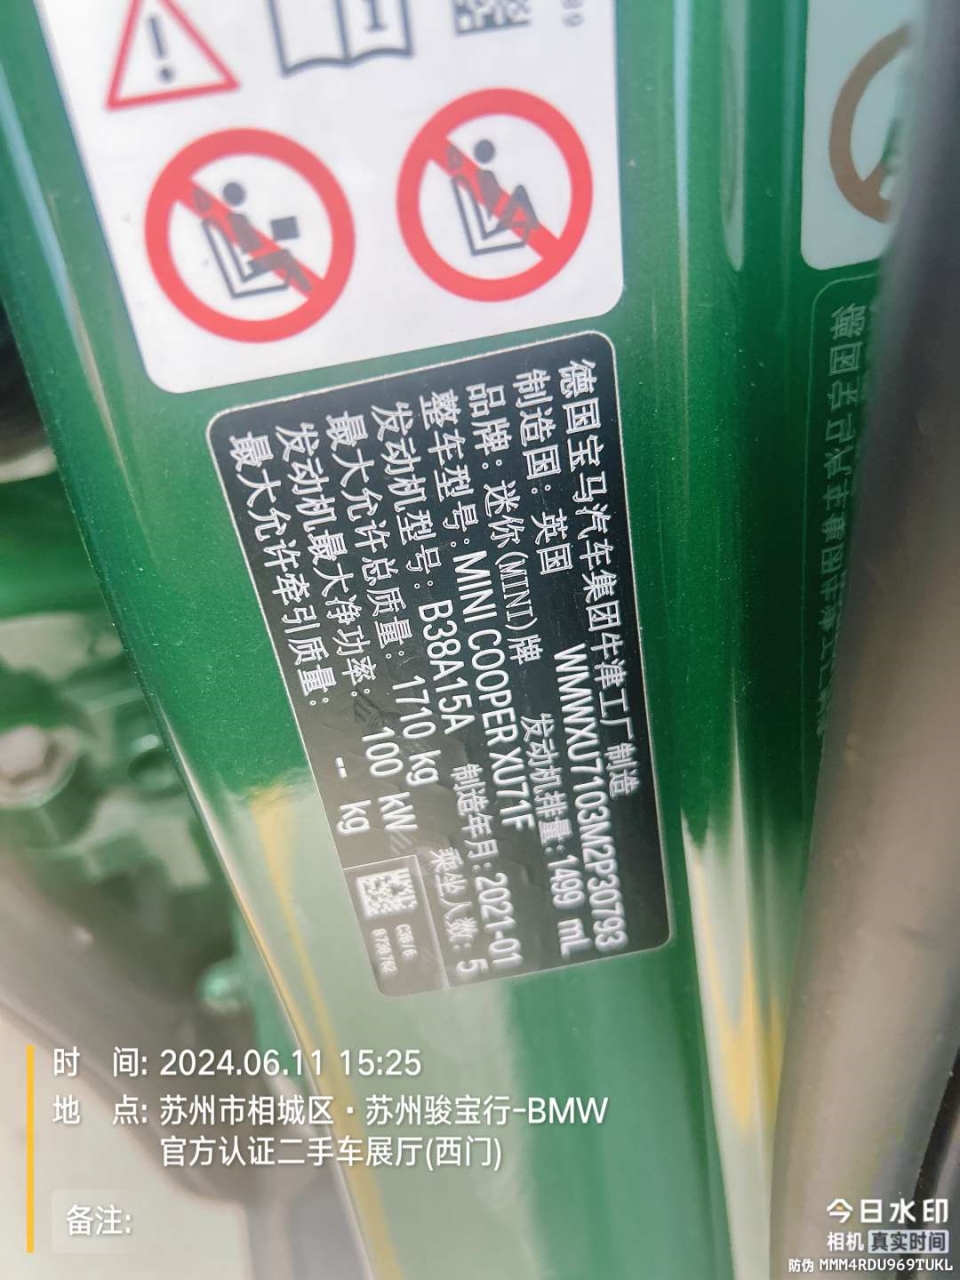 德国宝马汽车集团牛津工厂制造
制造国: 英国
WMWXU7103M2P30793
品牌: 迷你(MINI)牌
发动机排量: 1499 mL
整车型号: MINI COOPER XU71F
发动机型号: B38A15A
制造年月: 2021-01
最大允许总质量: 1710 kg
乘坐人数: 5
发动机最大净功率: 100 kW
最大允许牵引质量: -- kg
时 间: 2024.06.11 15:25
地 点: 苏州市相城区·苏州骏宝行-BMW
官方认证二手车展厅(西门)
备注:
今日水印
相机 真实时间
防伪 MMM4RDU969TUKL